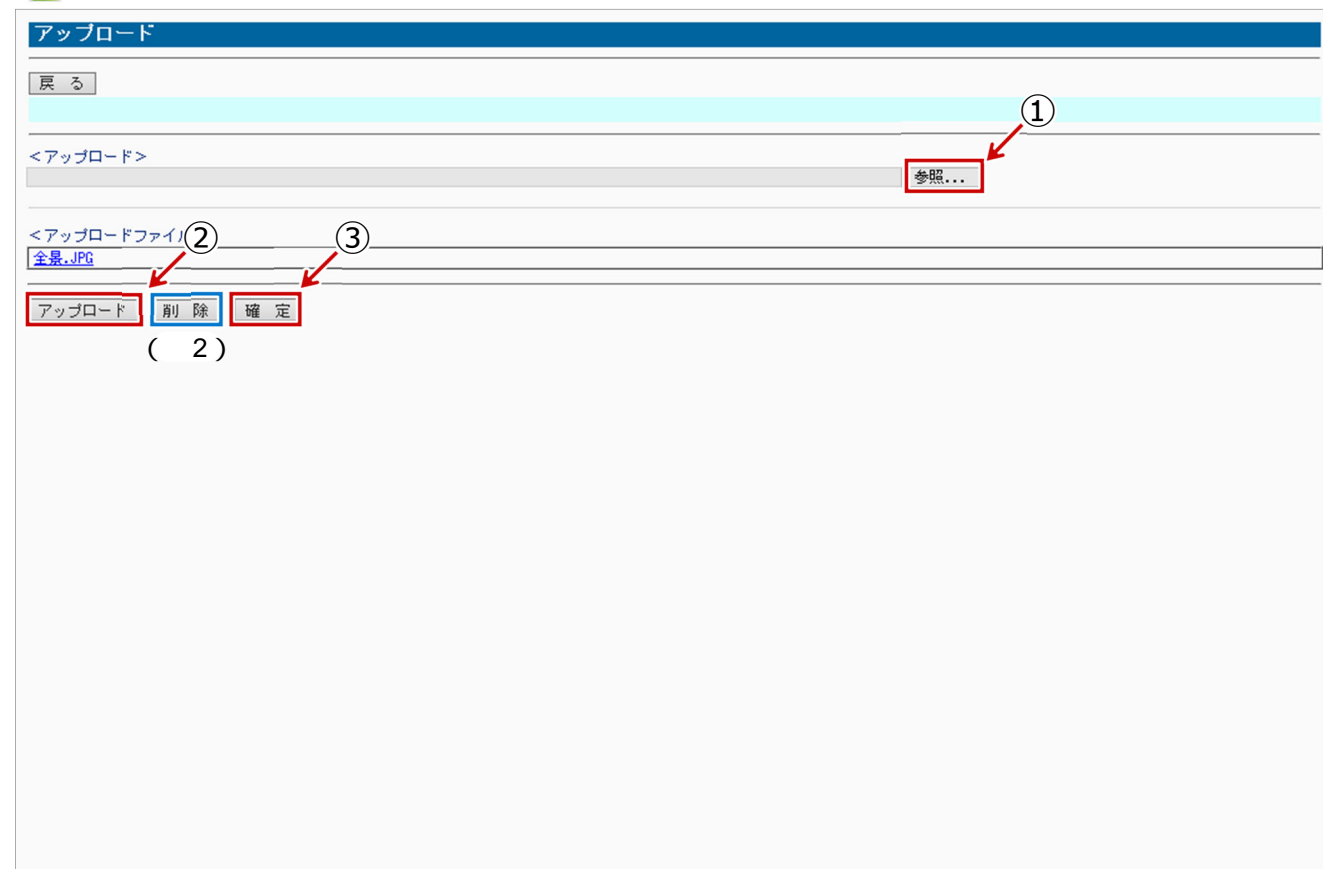 アップロード
戻 る
①
<アップロード>
参照...
<アップロードファイル
② ③
全景.JPG
アップロード 削 除 確 定
( 2)